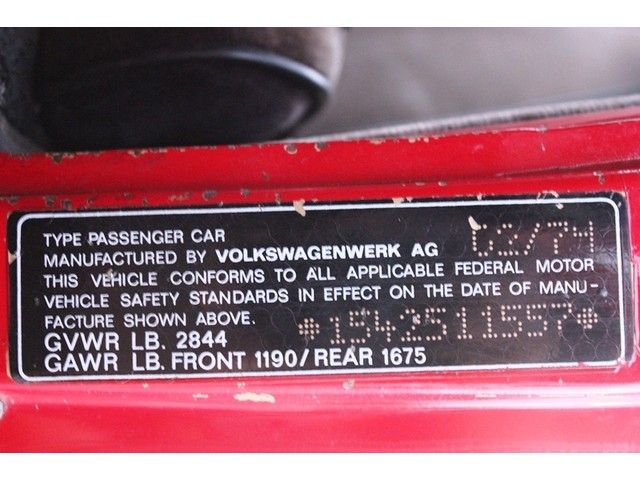 TYPE PASSENGER CAR 03/74
MANUFACTURED BY VOLKSWAGENWERK AG
THIS VEHICLE CONFORMS TO ALL APPLICABLE FEDERAL MOTOR
VEHICLE SAFETY STANDARDS IN EFFECT ON THE DATE OF MANU-
FACTURE SHOWN ABOVE. *1542511557*
GVWR LB. 2844
GAWR LB. FRONT 1190/REAR 1675